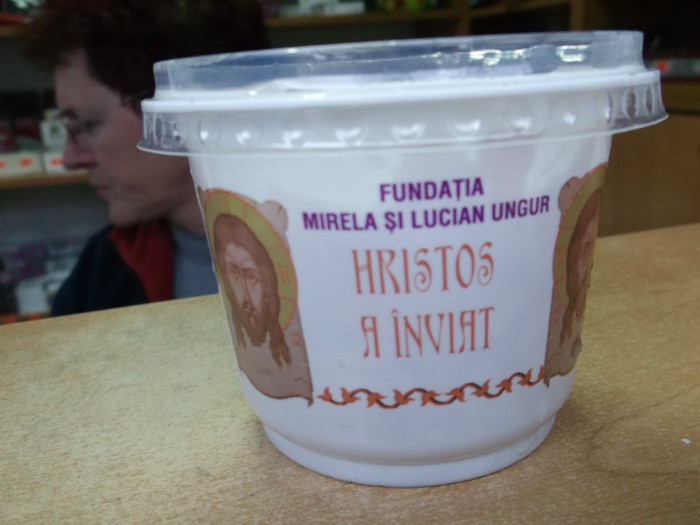 FUNDAȚIA
MIRELA ȘI LUCIAN UNGUR
HRISTOS
A ÎNVIAT